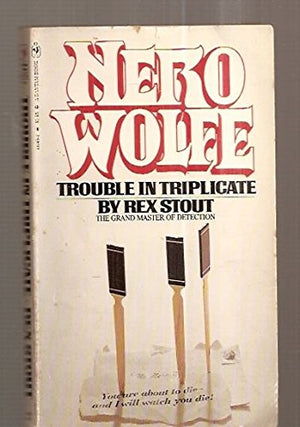 NERO
WOLFE
TROUBLE IN TRIPLICATE
BY REX STOUT
THE GRAND MASTER OF DETECTION
You are about to die—
and I will watch you die!